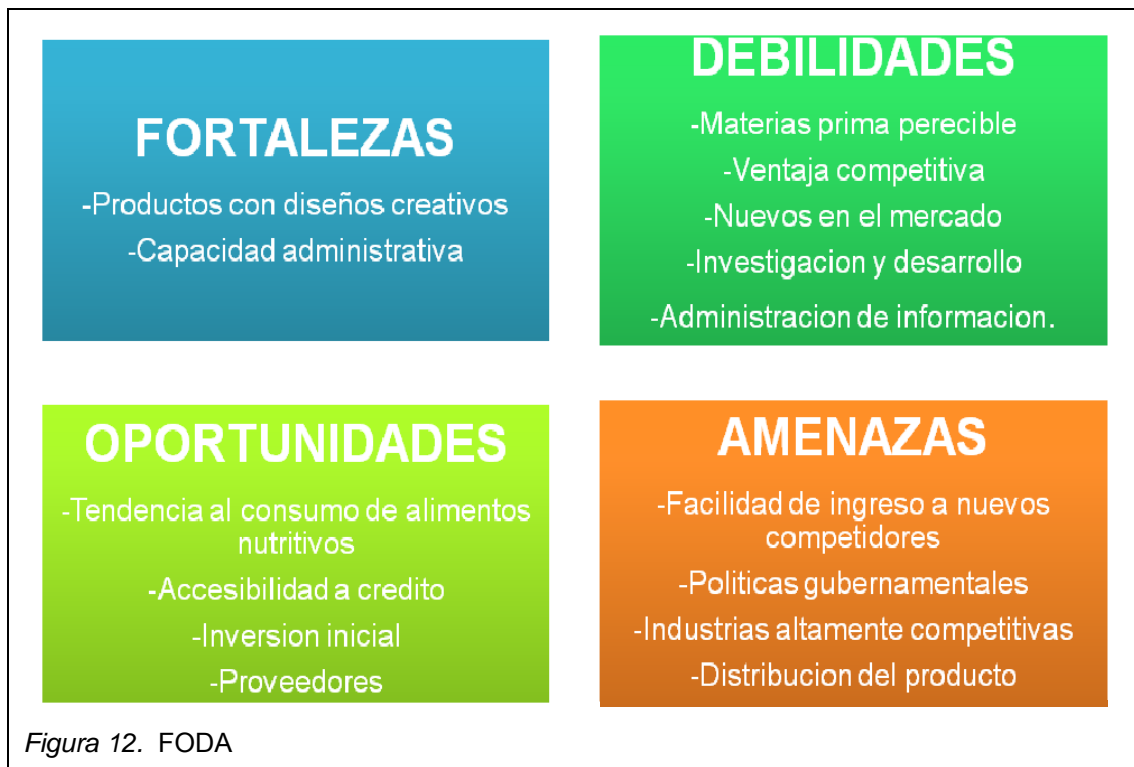 FORTALEZAS
-Productos con diseños creativos
-Capacidad administrativa
DEBILIDADES
-Materias prima perecible
-Ventaja competitiva
-Nuevos en el mercado
-Investigacion y desarrollo
-Administracion de informacion.
OPORTUNIDADES
-Tendencia al consumo de alimentos
nutritivos
-Accesibilidad a credito
-Inversion inicial
-Proveedores
AMENAZAS
-Facilidad de ingreso a nuevos
competidores
-Politicas gubernamentales
-Industrias altamente competitivas
-Distribucion del producto
Figura 12. FODA